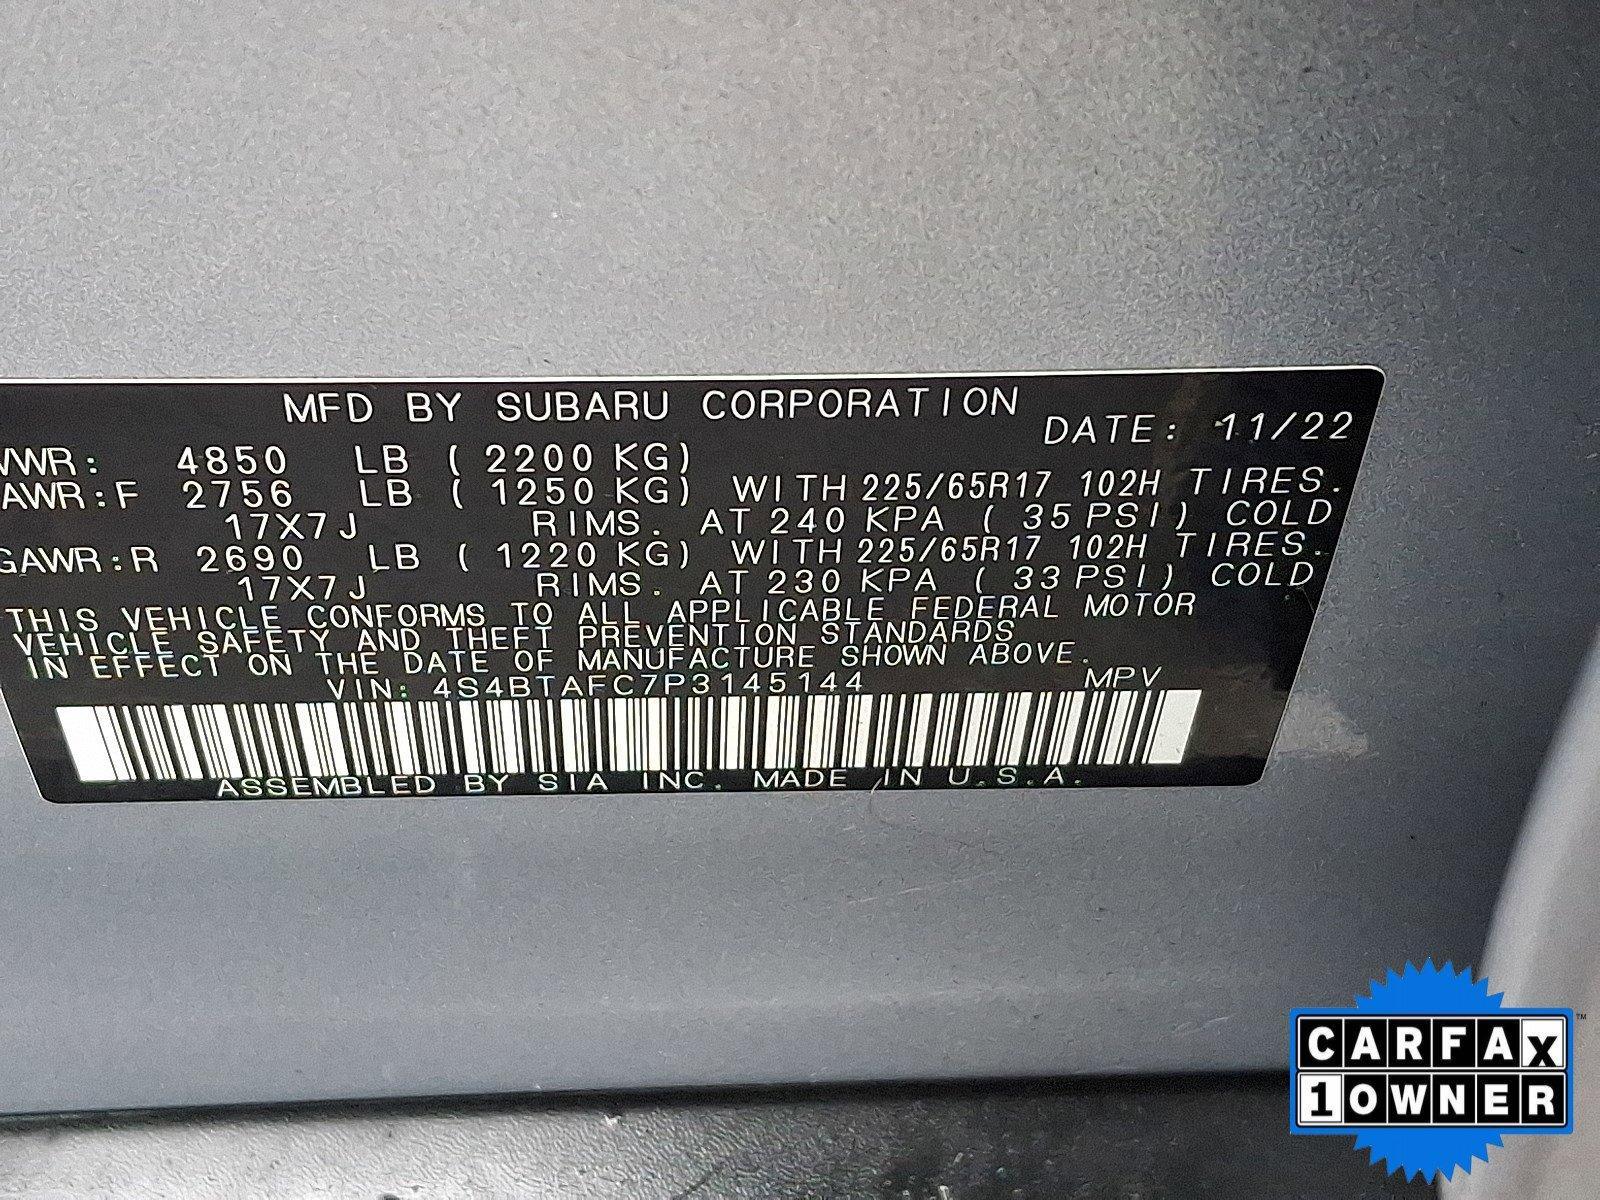 MFD BY SUBARU CORPORATION
DATE: 11/22
VWR: 4850 LB ( 2200 KG)
AWR:F 2756 LB ( 1250 KG) WITH 225/65R17 102H TIRES.
17X7J RIMS. AT 240 KPA ( 35 PSI) COLD
GAWR:R 2690 LB ( 1220 KG) WITH 225/65R17 102H TIRES.
17X7J RIMS. AT 230 KPA ( 33 PSI) COLD
THIS VEHICLE CONFORMS TO ALL APPLICABLE FEDERAL MOTOR
VEHICLE SAFETY AND THEFT PREVENTION STANDARDS
IN EFFECT ON THE DATE OF MANUFACTURE SHOWN ABOVE.
VIN: 4S4BTAFC7P3145144 MPV
ASSEMBLED BY SIA INC. MADE IN U.S.A.
CARFAX™
1 OWNER